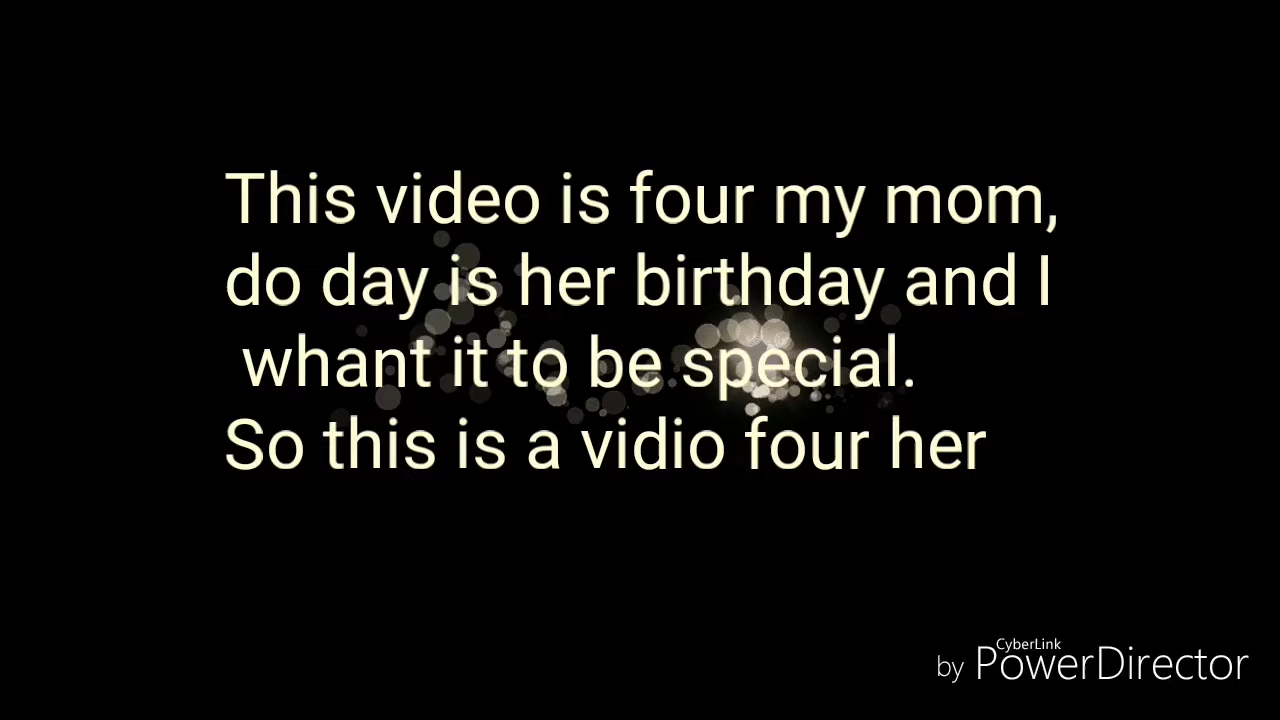 This video is four my mom,
do day is her birthday and I
whant it to be special.
So this is a vidio four her
CyberLink
by PowerDirector